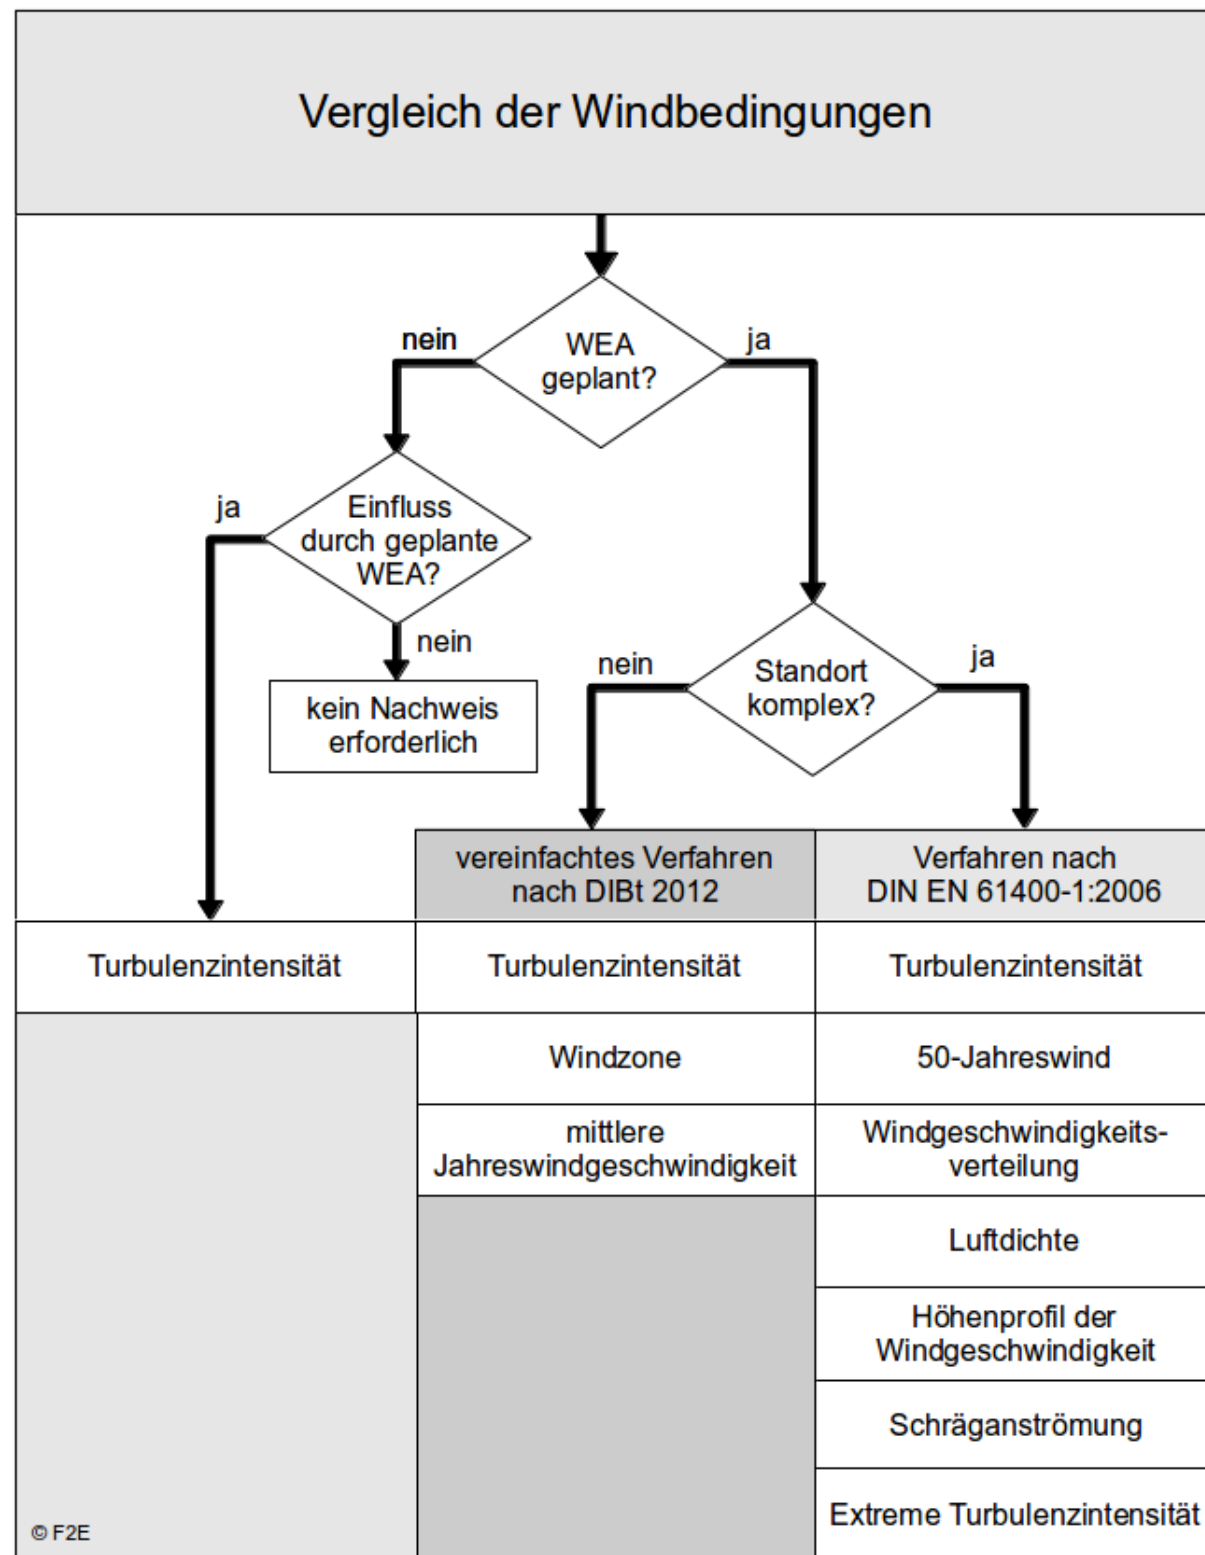 Vergleich der Windbedingungen
nein
WEA
geplant?
ja
ja
Einfluss
durch geplante
WEA?
nein
kein Nachweis
erforderlich
nein
Standort
komplex?
ja
vereinfachtes Verfahren
nach DIBt 2012
Verfahren nach
DIN EN 61400-1:2006
Turbulenzintensität
Turbulenzintensität
Turbulenzintensität
Windzone
50-Jahreswind
mittlere
Jahreswindgeschwindigkeit
Windgeschwindigkeits-
verteilung
Luftdichte
Höhenprofil der
Windgeschwindigkeit
Schräganströmung
Extreme Turbulenzintensität
© F2E